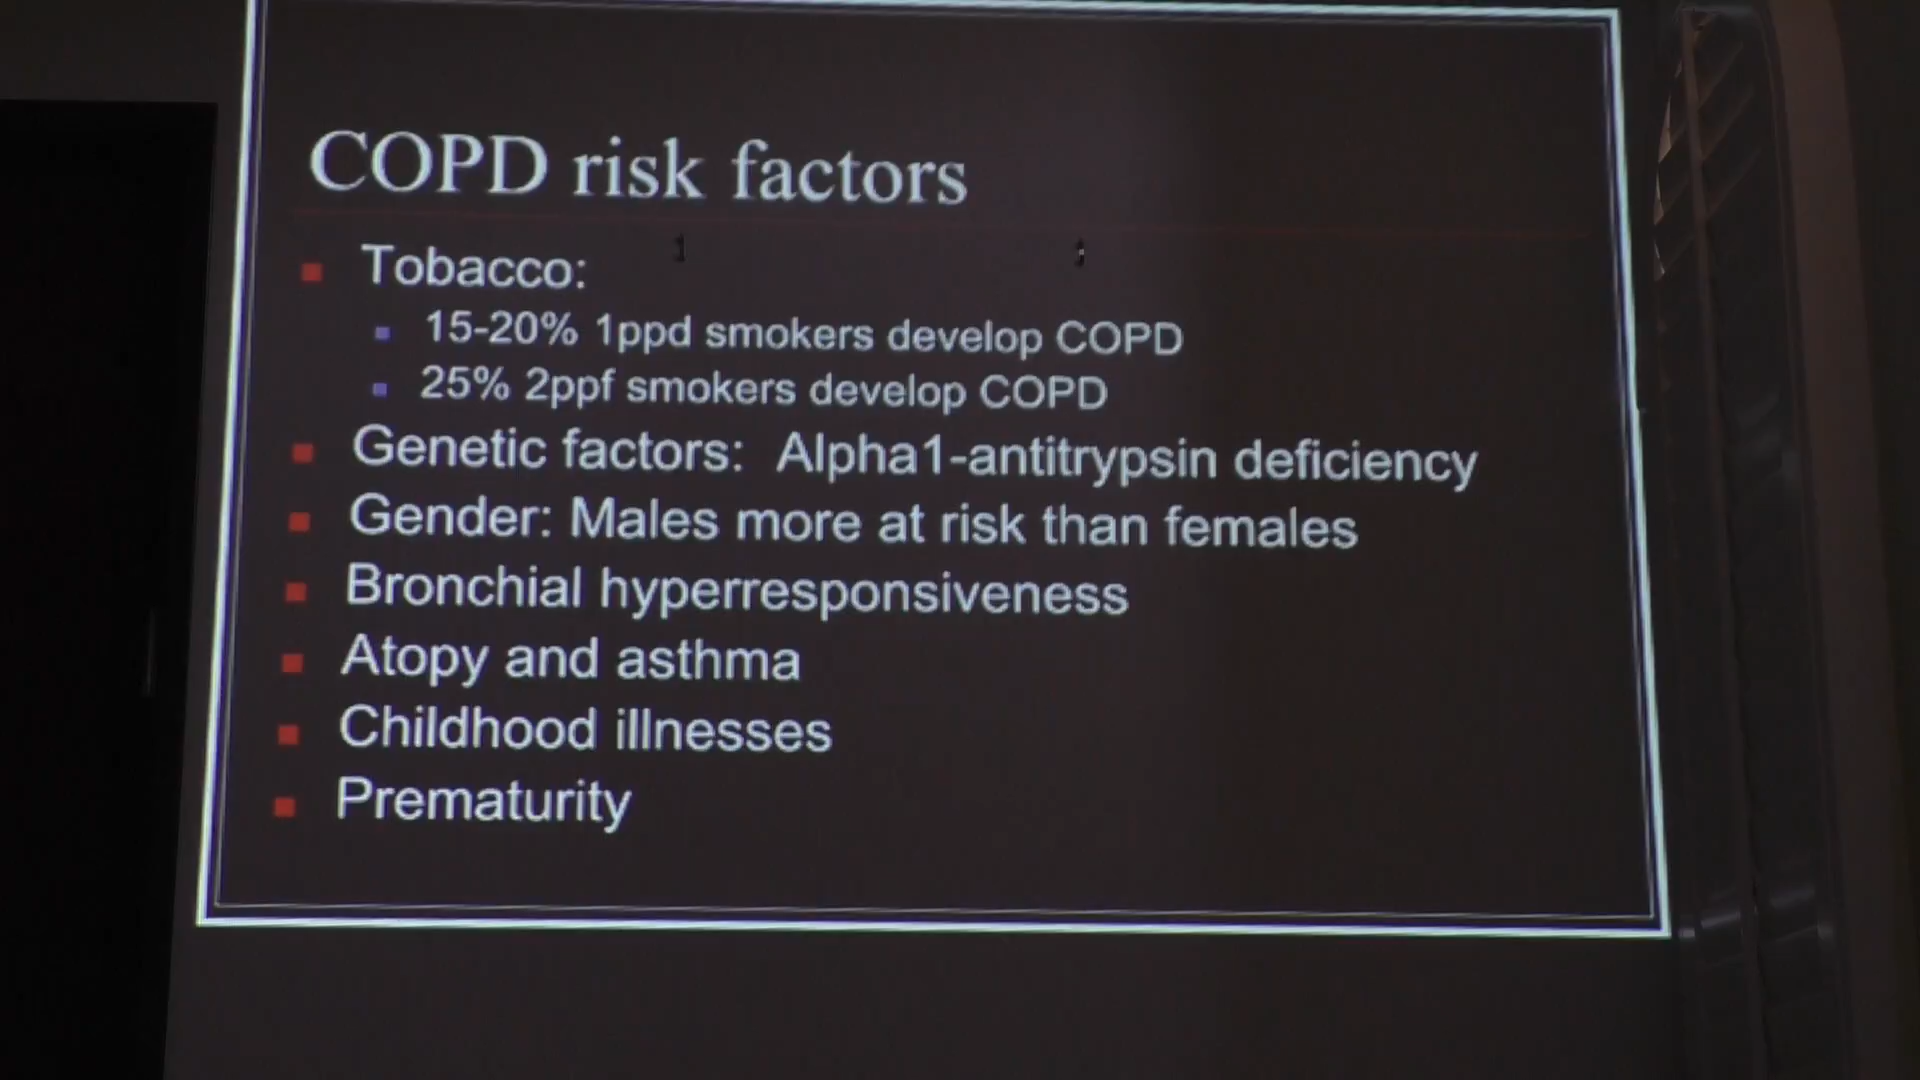 COPD risk factors
Tobacco:
15-20% 1ppd smokers develop COPD
25% 2ppf smokers develop COPD
Genetic factors: Alpha1-antitrypsin deficiency
Gender: Males more at risk than females
Bronchial hyperresponsiveness
Atopy and asthma
Childhood illnesses
Prematurity